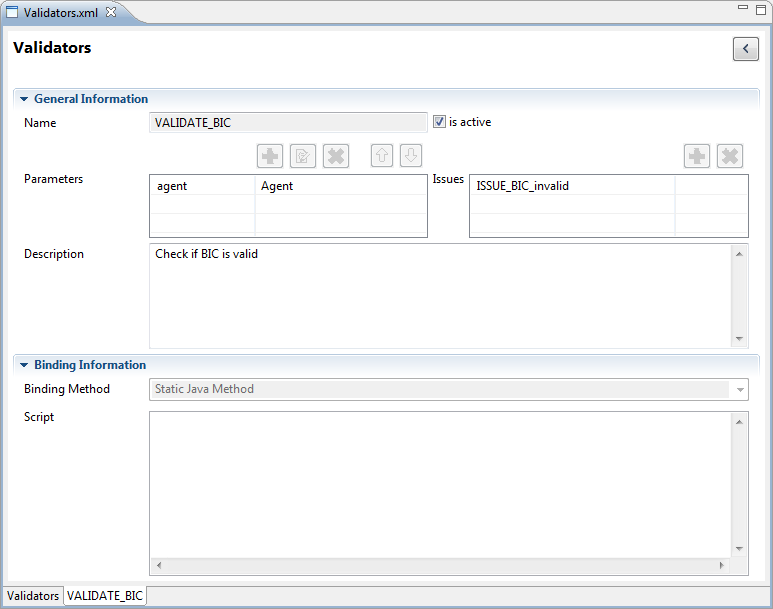 Validators.xml
Validators
General Information
Name
VALIDATE_BIC
is active
Parameters
agent Agent
Issues
ISSUE_BIC_invalid
Description
Check if BIC is valid
Binding Information
Binding Method
Static Java Method
Script
Validators VALIDATE_BIC